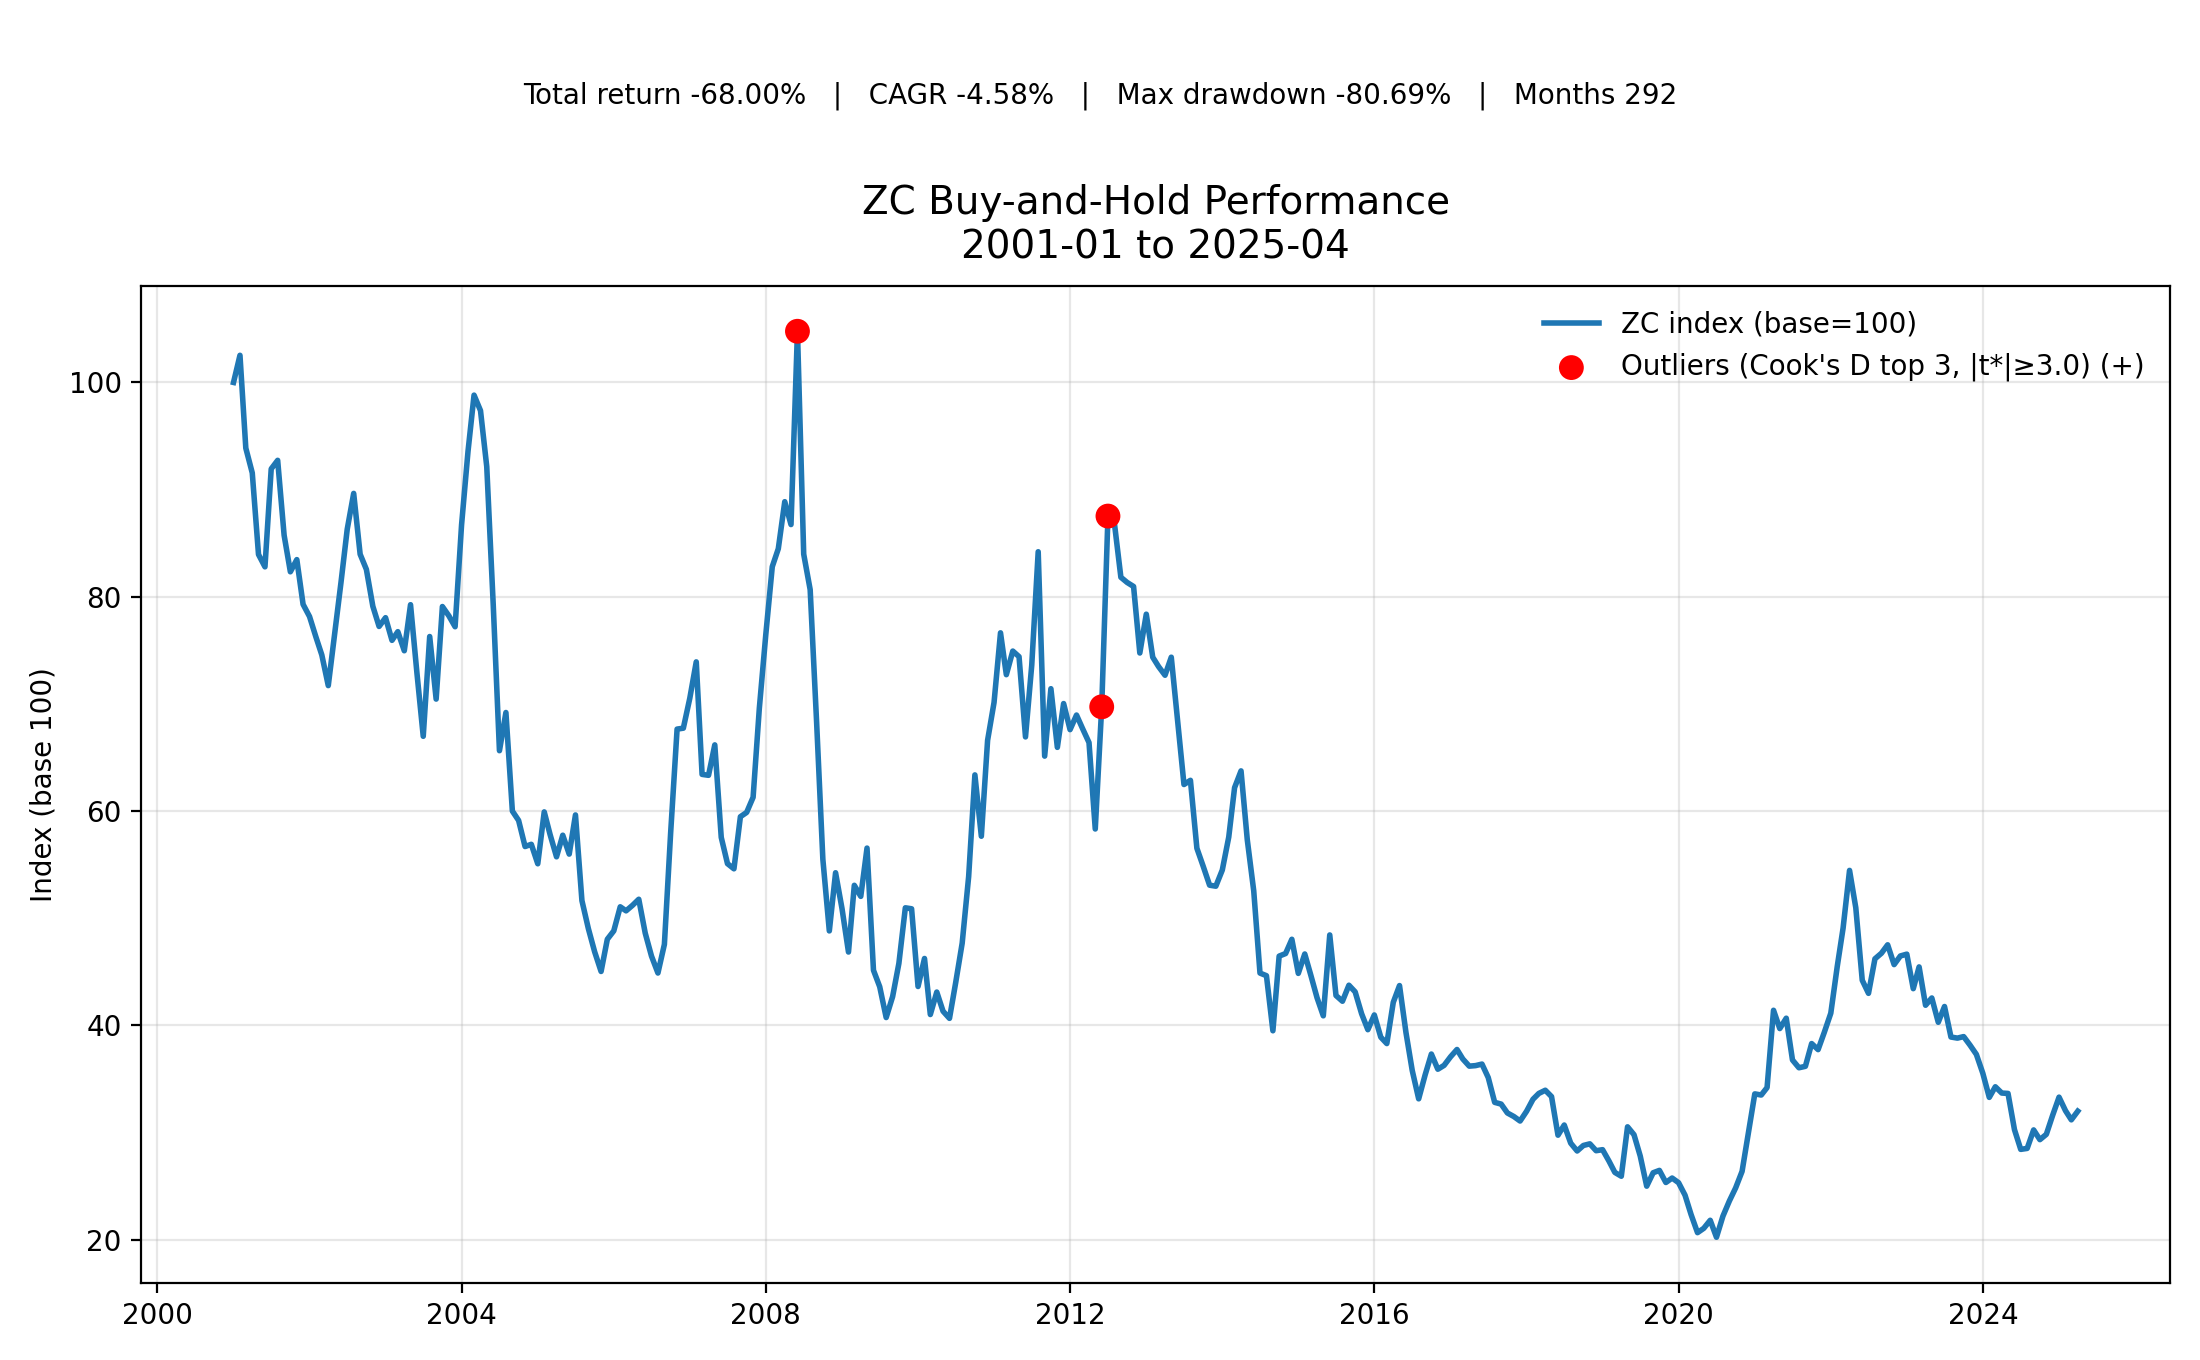 Total return -68.00%   |   CAGR -4.58%   |   Max drawdown -80.69%   |   Months 292
ZC Buy-and-Hold Performance
2001-01 to 2025-04
ZC index (base=100)
Outliers (Cook's D top 3, |t*|≥3.0) (+)
Index (base 100)
100
80
60
40
20
2000
2004
2008
2012
2016
2020
2024